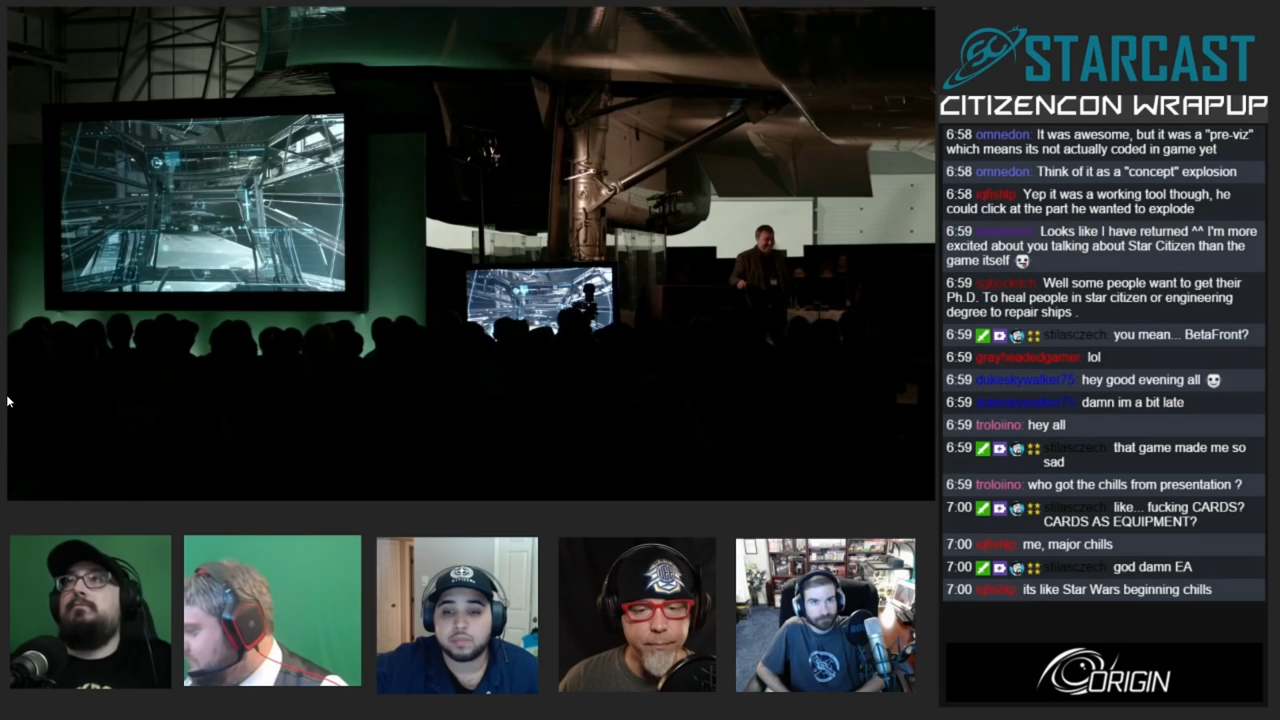 STARCAST
CITIZENCON WRAPUP
6:58 omnedon: It was awesome, but it was a "pre-viz"
which means its not actually coded in game yet
6:58 omnedon: Think of it as a "concept" explosion
6:58 Yep it was a working tool though, he
could click at the part he wanted to explode
6:59 Looks like I have returned ^^ I'm more
excited about you talking about Star Citizen than the
game itself
6:59 Well some people want to get their
Ph.D. To heal people in star citizen or engineering
degree to repair ships .
6:59 stilasczech: you mean... BetaFront?
6:59 grayheadedgamer: lol
6:59 dukeskywalker75: hey good evening all
6:59 dukeskywalker75: damn im a bit late
6:59 troloiino: hey all
6:59 stilasczech: that game made me so
sad
6:59 troloiino: who got the chills from presentation ?
7:00 stilasczech: like... fucking CARDS?
CARDS AS EQUIPMENT?
7:00 me, major chills
7:00 stilasczech: god damn EA
7:00 its like Star Wars beginning chills
ORIGIN